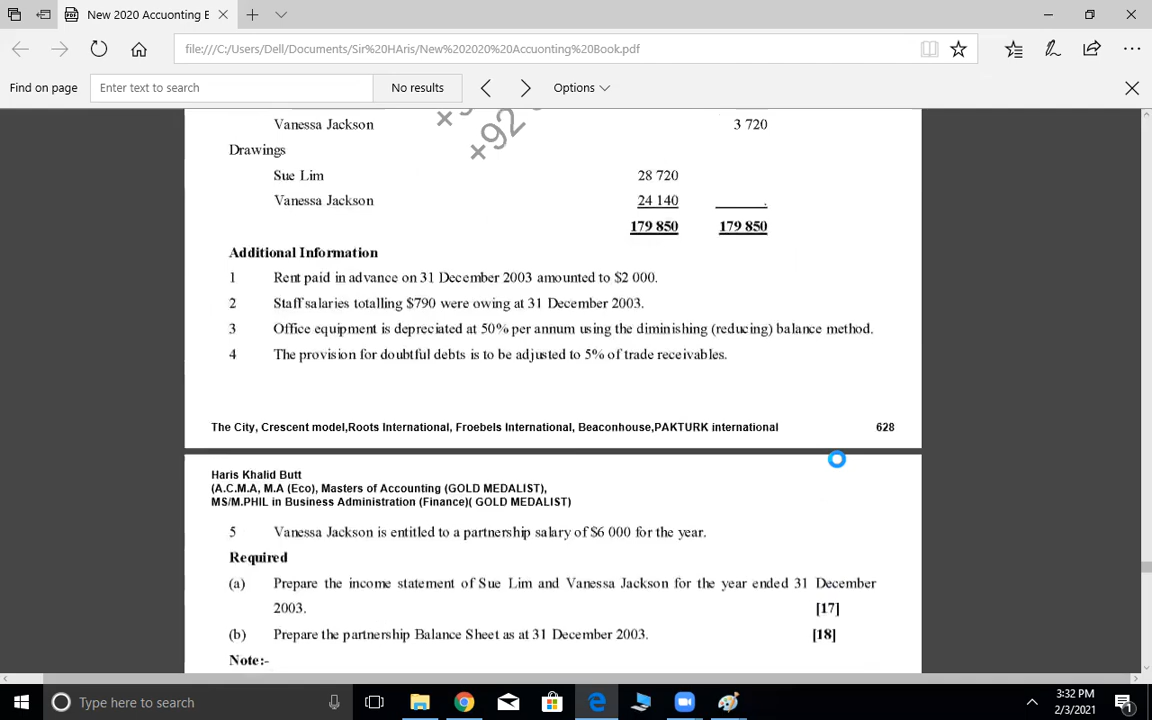 New 2020 Accuonting E
file:///C:/Users/Dell/Documents/Sir%20HAris/New%202020%20Accuonting%20Book.pdf
Find on page
Enter text to search
No results
Options
Vanessa Jackson 3 720
Drawings
Sue Lim 28 720
Vanessa Jackson 24 140
179 850 179 850
Additional Information
1 Rent paid in advance on 31 December 2003 amounted to $2 000.
2 Staff salaries totalling $790 were owing at 31 December 2003.
3 Office equipment is depreciated at 50% per annum using the diminishing (reducing) balance method.
4 The provision for doubtful debts is to be adjusted to 5% of trade receivables.
The City, Crescent model,Roots International, Froebels International, Beaconhouse,PAKTURK international 628
Haris Khalid Butt
(A.C.M.A, M.A (Eco), Masters of Accounting (GOLD MEDALIST),
MS/M.PHIL in Business Administration (Finance)( GOLD MEDALIST)
5 Vanessa Jackson is entitled to a partnership salary of $6 000 for the year.
Required
(a) Prepare the income statement of Sue Lim and Vanessa Jackson for the year ended 31 December
2003. [17]
(b) Prepare the partnership Balance Sheet as at 31 December 2003. [18]
Note:-
Type here to search
3:32 PM
2/3/2021
1